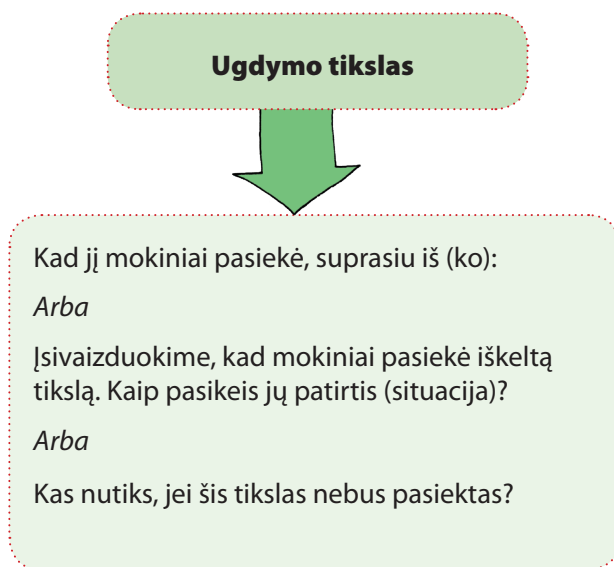 Ugdymo tikslas
Kad jį mokiniai pasiekė, suprasiu iš (ko):
Arba
Įsivaizduokime, kad mokiniai pasiekė iškeltą
tikslą. Kaip pasikeis jų patirtis (situacija)?
Arba
Kas nutiks, jei šis tikslas nebus pasiektas?